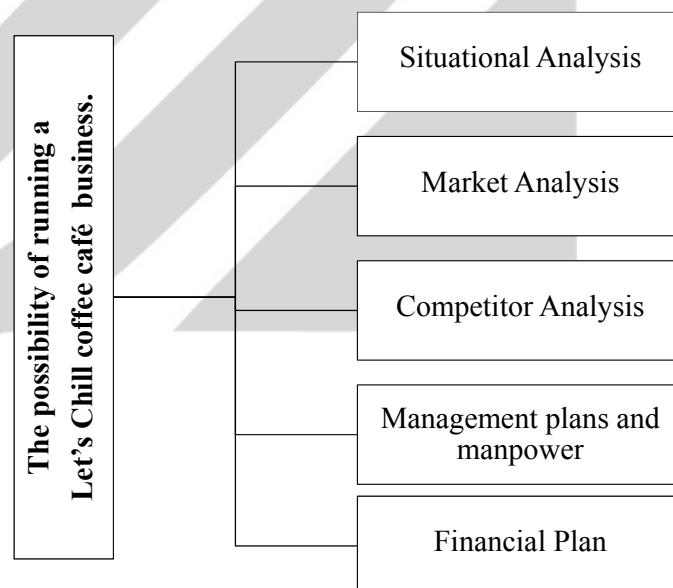 The possibility of running a
Let’s Chill coffee café business.
Situational Analysis
Market Analysis
Competitor Analysis
Management plans and
manpower
Financial Plan